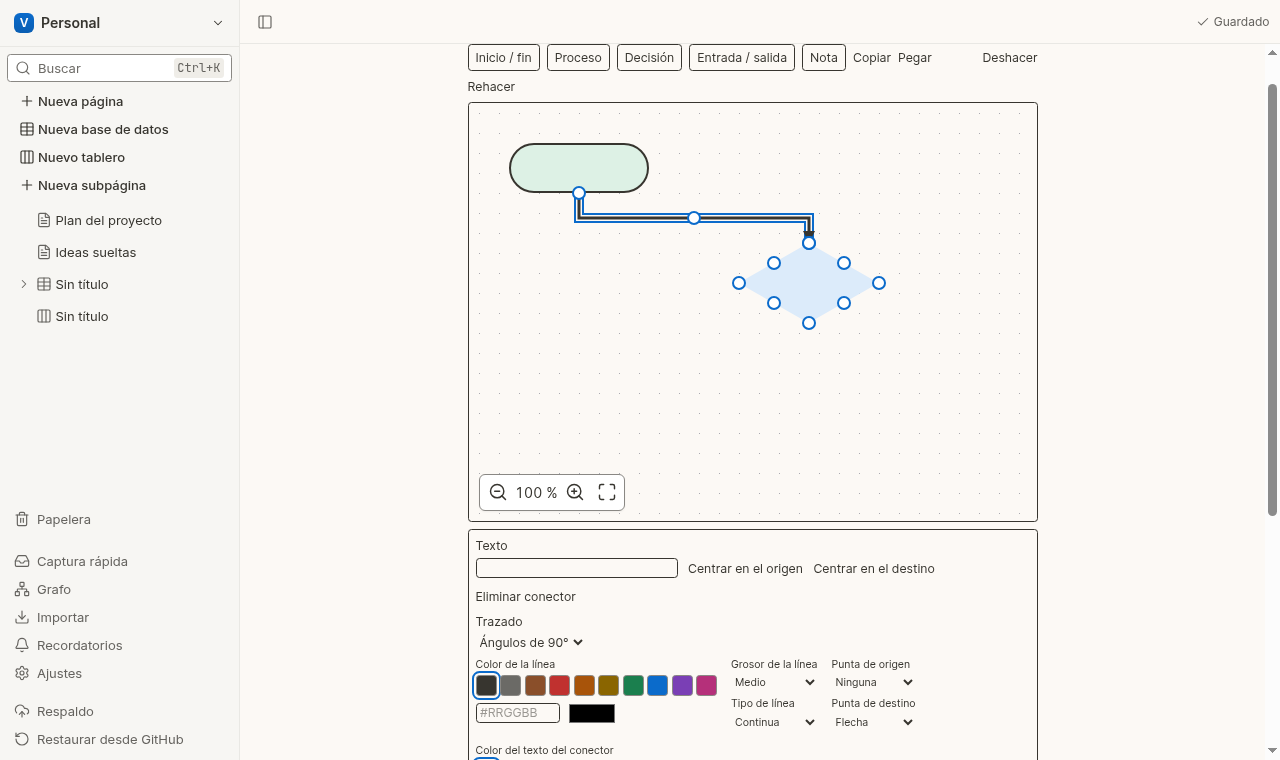 V Personal
Guardado
Buscar Ctrl+K
Nueva página
Nueva base de datos
Nuevo tablero
Nueva subpágina
Plan del proyecto
Ideas sueltas
Sin título
Sin título
Papelera
Captura rápida
Grafo
Importar
Recordatorios
Ajustes
Respaldo
Restaurar desde GitHub
Inicio / fin Proceso Decisión Entrada / salida Nota Copiar Pegar Deshacer
Rehacer
100 %
Texto
Centrar en el origen Centrar en el destino
Eliminar conector
Trazado
Ángulos de 90°
Color de la línea
#RRGGBB
Grosor de la línea Punta de origen
Medio Ninguna
Tipo de línea Punta de destino
Continua Flecha
Color del texto del conector